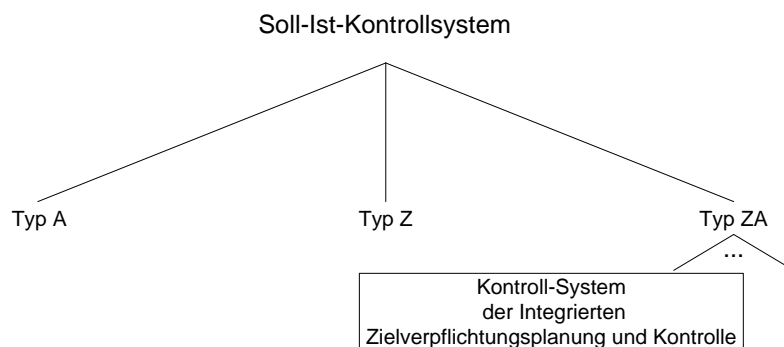 Soll-Ist-Kontrollsystem
Typ A
Typ Z
Typ ZA
...
Kontroll-System
der Integrierten
Zielverpflichtungsplanung und Kontrolle